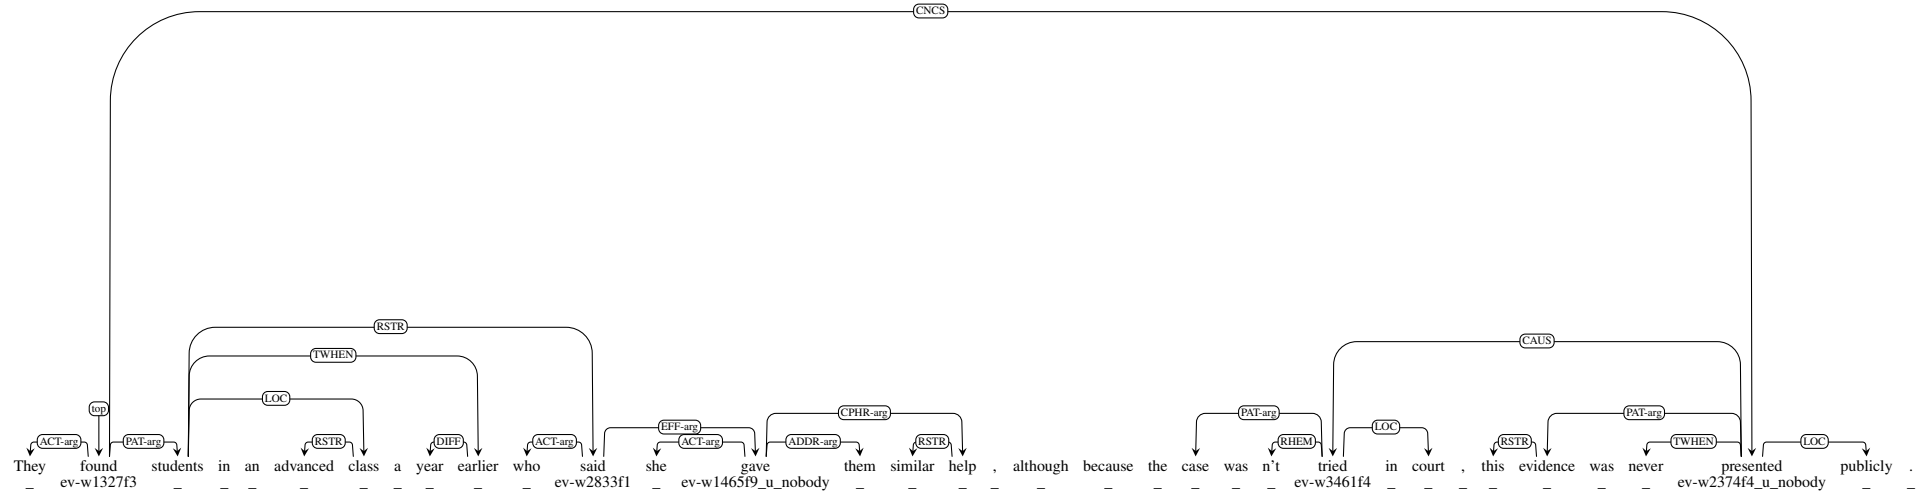 CNCS
RSTR CAUS
TWHEN
LOC
top CPHR-arg PAT-arg PAT-arg
EFF-arg LOC
ACT-arg PAT-arg RSTR DIFF ACT-arg ACT-arg ADDR-arg RSTR RHEM RSTR TWHEN LOC
They found students in an advanced class a year earlier who said she gave them similar help , although because the case was n't tried in court , this evidence was never presented publicly .
_ ev-w1327f3 _ _ _ _ _ _ _ _ _ ev-w2833f1 _ ev-w1465f9_u_nobody _ _ _ _ _ _ _ _ _ _ ev-w3461f4 _ _ _ _ _ _ _ ev-w2374f4_u_nobody _ _